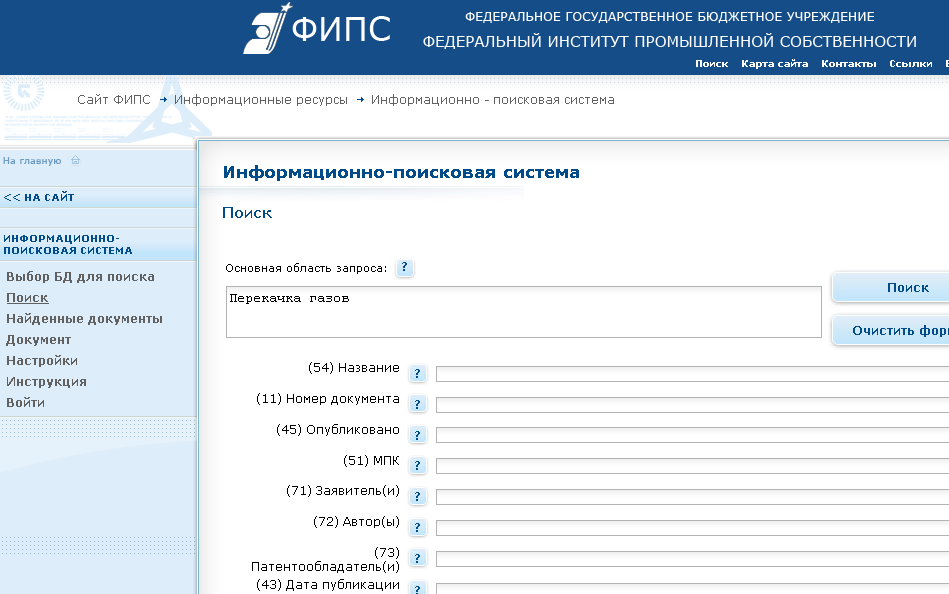 ФИПС
ФЕДЕРАЛЬНОЕ ГОСУДАРСТВЕННОЕ БЮДЖЕТНОЕ УЧРЕЖДЕНИЕ
ФЕДЕРАЛЬНЫЙ ИНСТИТУТ ПРОМЫШЛЕННОЙ СОБСТВЕННОСТИ
Поиск Карта сайта Контакты Ссылки
Сайт ФИПС → Информационные ресурсы → Информационно - поисковая система
На главную
<< НА САЙТ
ИНФОРМАЦИОННО-
ПОИСКОВАЯ СИСТЕМА
Выбор БД для поиска
Поиск
Найденные документы
Документ
Настройки
Инструкция
Войти
Информационно-поисковая система
Поиск
Основная область запроса: ?
Перекачка газов
Поиск
Очистить
(54) Название ?
(11) Номер документа ?
(45) Опубликовано ?
(51) МПК ?
(71) Заявитель(и) ?
(72) Автор(ы) ?
(73)
Патентообладатель(и) ?
(43) Дата публикации ?